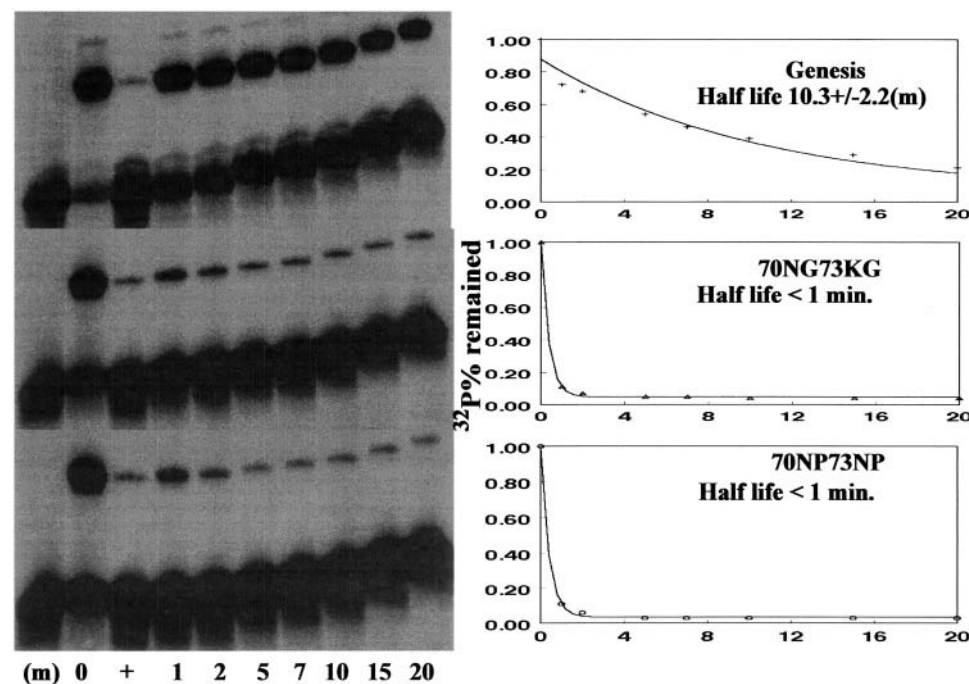 1.00
0.80
0.60
0.40
0.20
0.00
Genesis
Half life 10.3+/-2.2(m)
0 4 8 12 16 20
32P% remained
1.00
0.80
0.60
0.40
0.20
0.00
70NG73KG
Half life < 1 min.
0 4 8 12 16 20
1.00
0.80
0.60
0.40
0.20
0.00
70NP73NP
Half life < 1 min.
0 4 8 12 16 20
(m) 0 + 1 2 5 7 10 15 20